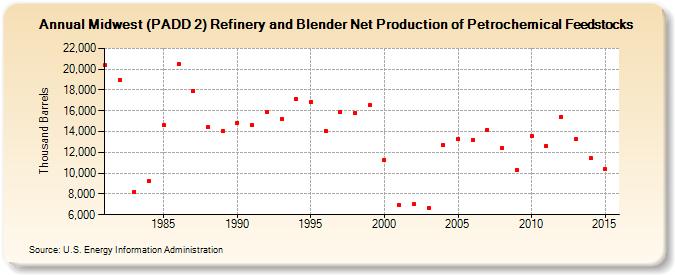 Annual Midwest (PADD 2) Refinery and Blender Net Production of Petrochemical Feedstocks
Thousand Barrels
22,000
20,000
18,000
16,000
14,000
12,000
10,000
8,000
6,000
1985 1990 1995 2000 2005 2010 2015
Source: U.S. Energy Information Administration